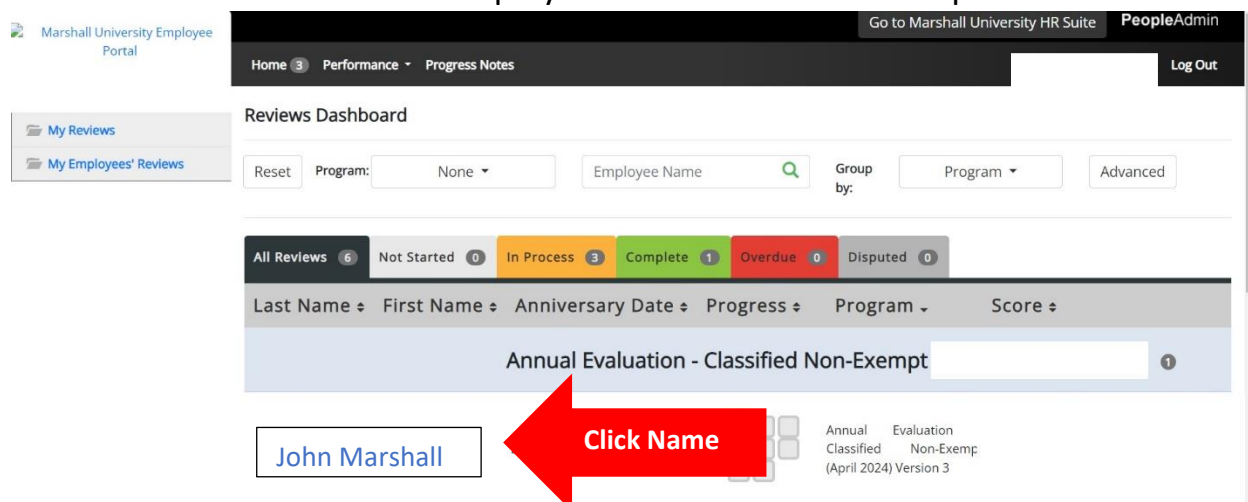 Go to Marshall University HR Suite PeopleAdmin
Marshall University Employee
Portal
Home 3 Performance Progress Notes Log Out
My Reviews
My Employees' Reviews
Reviews Dashboard
Reset Program: None Employee Name Group by: Program Advanced
All Reviews 6 Not Started 0 In Process 3 Complete 1 Overdue 0 Disputed 0
Last Name First Name Anniversary Date Progress Program Score
Annual Evaluation - Classified Non-Exempt 1
John Marshall
Click Name
Annual Evaluation
Classified Non-Exemp
(April 2024) Version 3